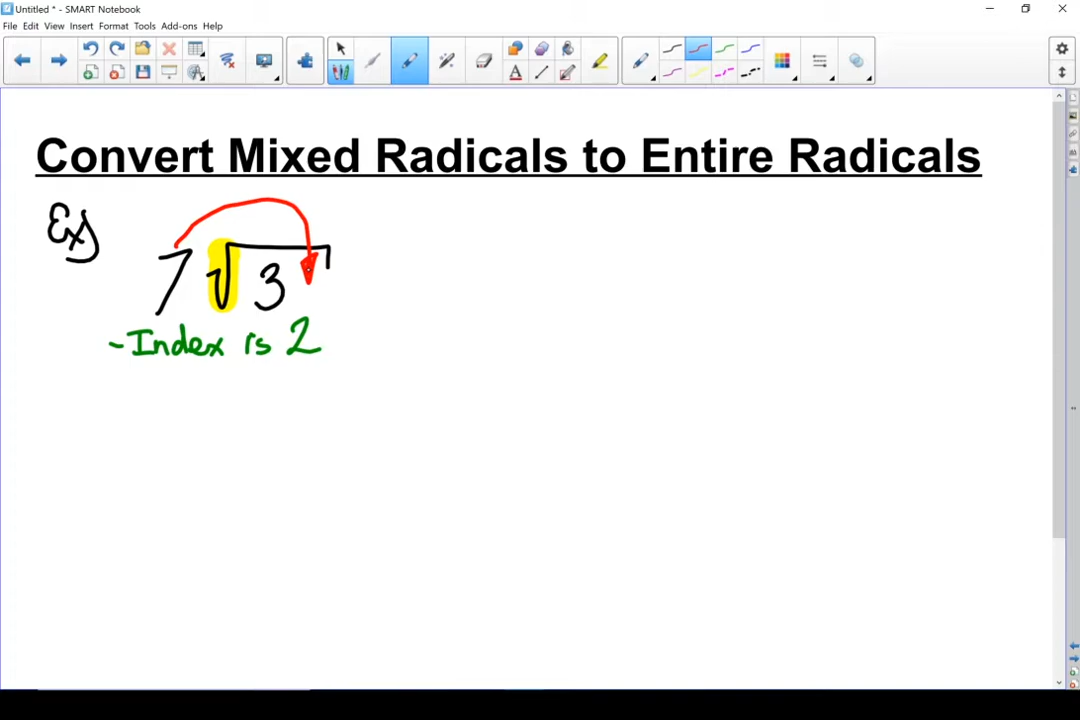 Untitled * - SMART Notebook
File Edit View Insert Format Tools Add-ons Help
Convert Mixed Radicals to Entire Radicals
Ex)
7√3
-Index is 2